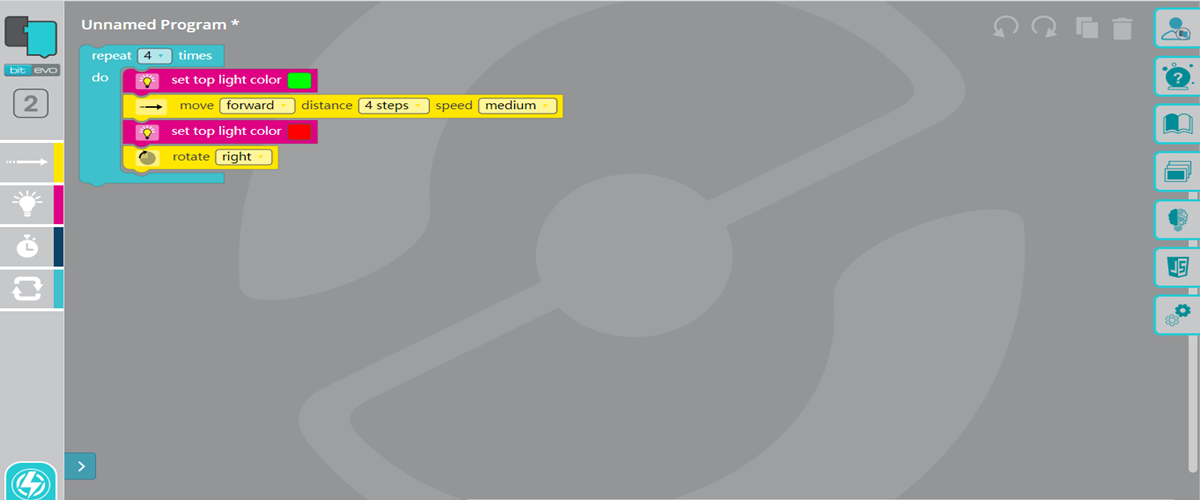 Unnamed Program *
repeat 4 times
bit evo
do
set top light color
2
move forward distance 4 steps speed medium
set top light color
rotate right
?
JS